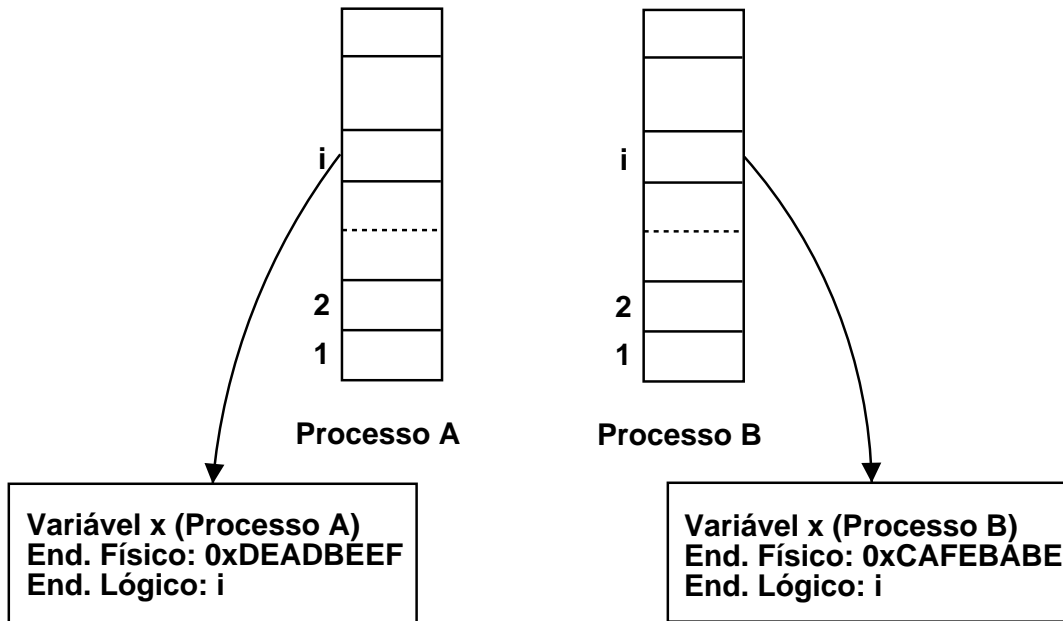 i
2
1
Processo A
i
2
1
Processo B
Variável x (Processo A)
End. Físico: 0xDEADBEEF
End. Lógico: i
Variável x (Processo B)
End. Físico: 0xCAFEBABE
End. Lógico: i